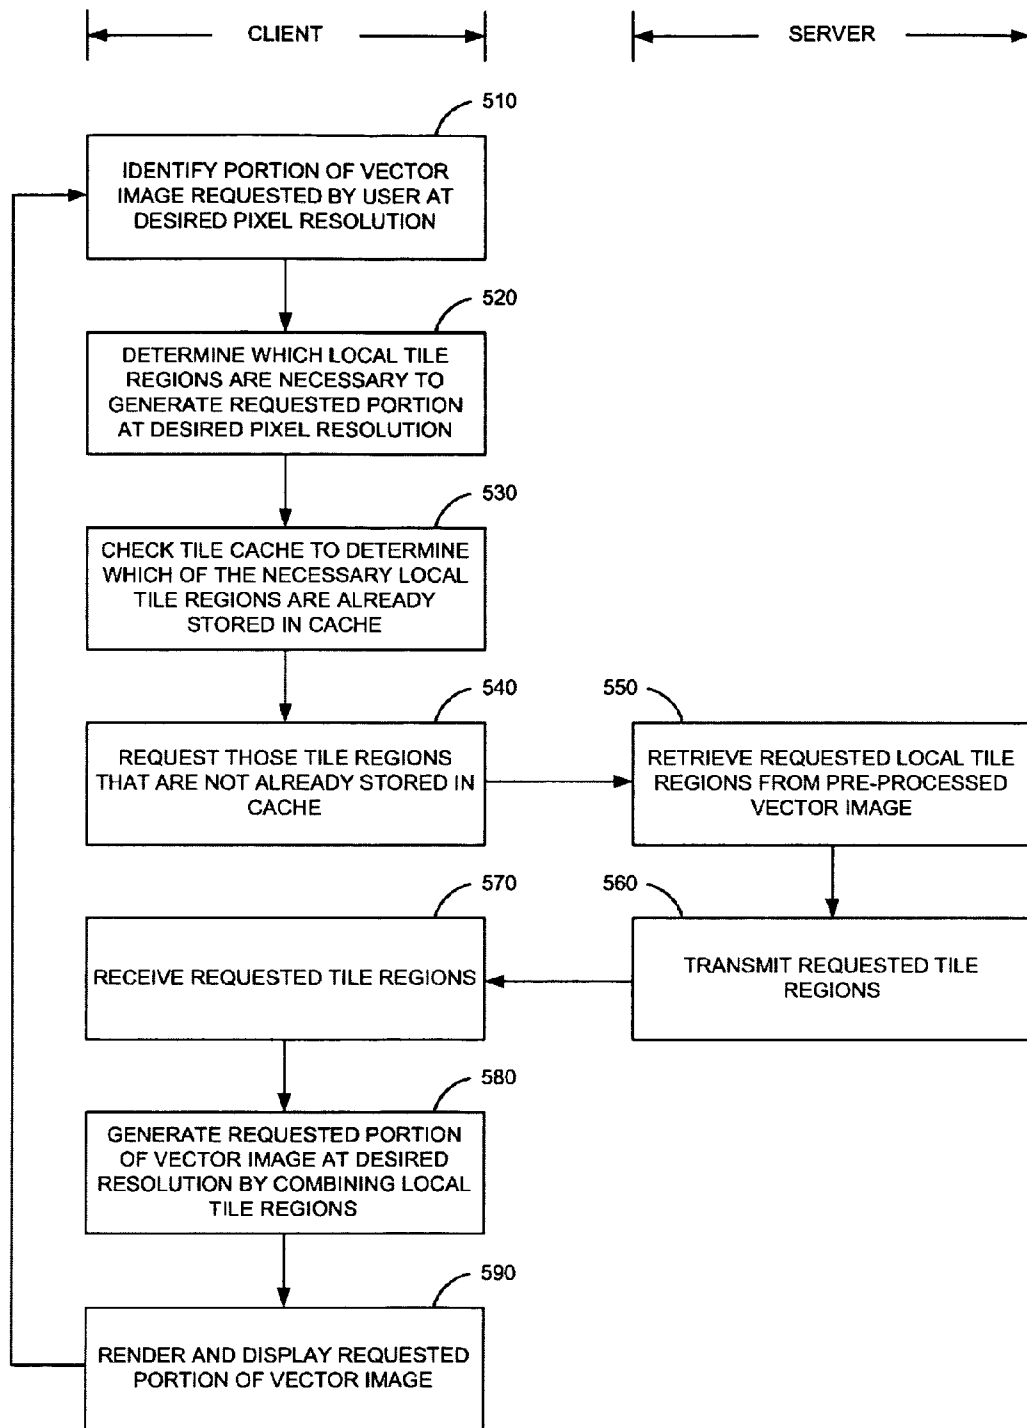 CLIENT
SERVER
510
IDENTIFY PORTION OF VECTOR
IMAGE REQUESTED BY USER AT
DESIRED PIXEL RESOLUTION
520
DETERMINE WHICH LOCAL TILE
REGIONS ARE NECESSARY TO
GENERATE REQUESTED PORTION
AT DESIRED PIXEL RESOLUTION
530
CHECK TILE CACHE TO DETERMINE
WHICH OF THE NECESSARY LOCAL
TILE REGIONS ARE ALREADY
STORED IN CACHE
540
REQUEST THOSE TILE REGIONS
THAT ARE NOT ALREADY STORED IN
CACHE
550
RETRIEVE REQUESTED LOCAL TILE
REGIONS FROM PRE-PROCESSED
VECTOR IMAGE
560
TRANSMIT REQUESTED TILE
REGIONS
570
RECEIVE REQUESTED TILE REGIONS
580
GENERATE REQUESTED PORTION
OF VECTOR IMAGE AT DESIRED
RESOLUTION BY COMBINING LOCAL
TILE REGIONS
590
RENDER AND DISPLAY REQUESTED
PORTION OF VECTOR IMAGE